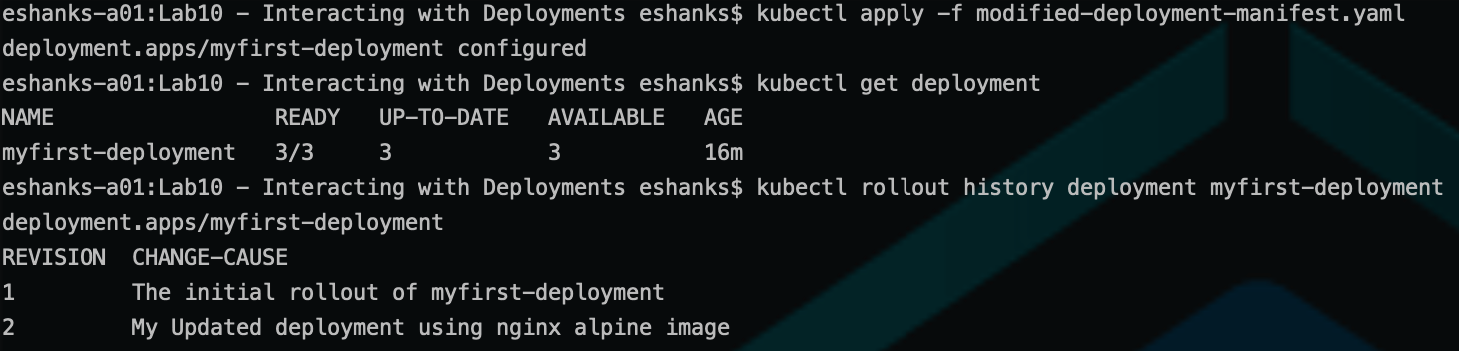 eshanks-a01:Lab10 - Interacting with Deployments eshanks$ kubectl apply -f modified-deployment-manifest.yaml
deployment.apps/myfirst-deployment configured
eshanks-a01:Lab10 - Interacting with Deployments eshanks$ kubectl get deployment
NAME                 READY   UP-TO-DATE   AVAILABLE   AGE
myfirst-deployment   3/3     3            3           16m
eshanks-a01:Lab10 - Interacting with Deployments eshanks$ kubectl rollout history deployment myfirst-deployment
deployment.apps/myfirst-deployment
REVISION  CHANGE-CAUSE
1         The initial rollout of myfirst-deployment
2         My Updated deployment using nginx alpine image